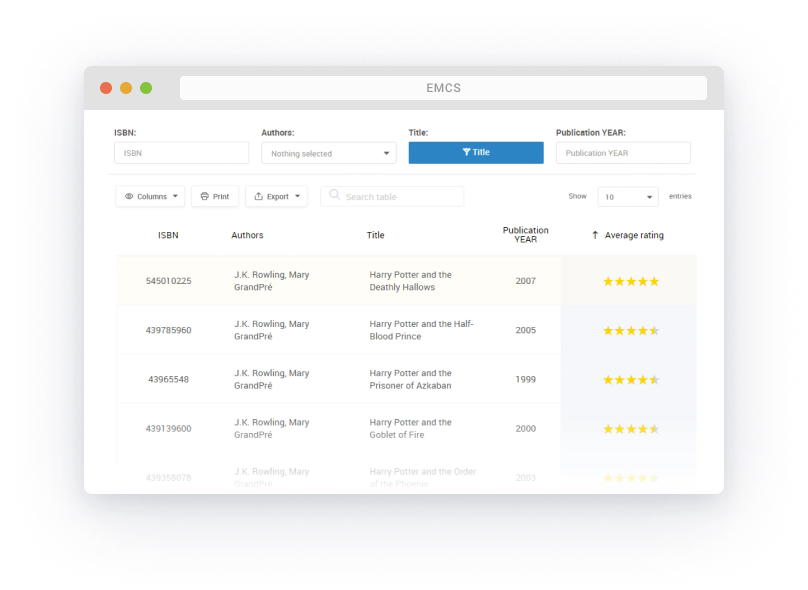 EMCS
ISBN: Authors: Title: Publication YEAR:
ISBN Nothing selected Title Publication YEAR
Columns Print Export Search table Show 10 entries
ISBN Authors Title Publication YEAR Average rating
545010225 J.K. Rowling, Mary GrandPré Harry Potter and the Deathly Hallows 2007
439785960 J.K. Rowling, Mary GrandPré Harry Potter and the Half-Blood Prince 2005
43965548 J.K. Rowling, Mary GrandPré Harry Potter and the Prisoner of Azkaban 1999
439139600 J.K. Rowling, Mary GrandPré Harry Potter and the Goblet of Fire 2000
439358078 J.K. Rowling, Mary GrandPré Harry Potter and the Order of the Phoenix 2003